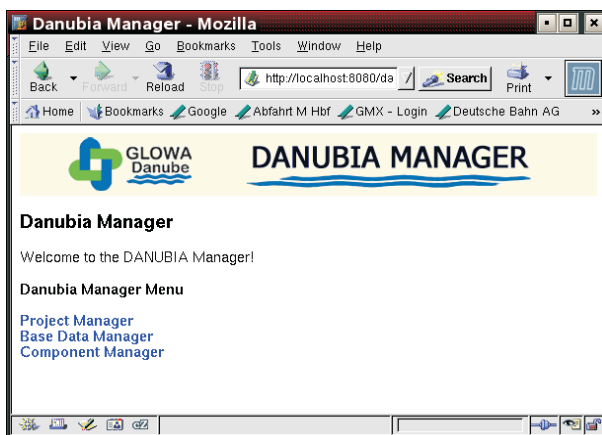 Danubia Manager - Mozilla
File Edit View Go Bookmarks Tools Window Help
Back Forward Reload Stop http://localhost:8080/da Search Print
Home Bookmarks Google Abfahrt M Hbf GMX - Login Deutsche Bahn AG »
GLOWA
Danube
DANUBIA MANAGER
Danubia Manager
Welcome to the DANUBIA Manager!
Danubia Manager Menu
Project Manager
Base Data Manager
Component Manager